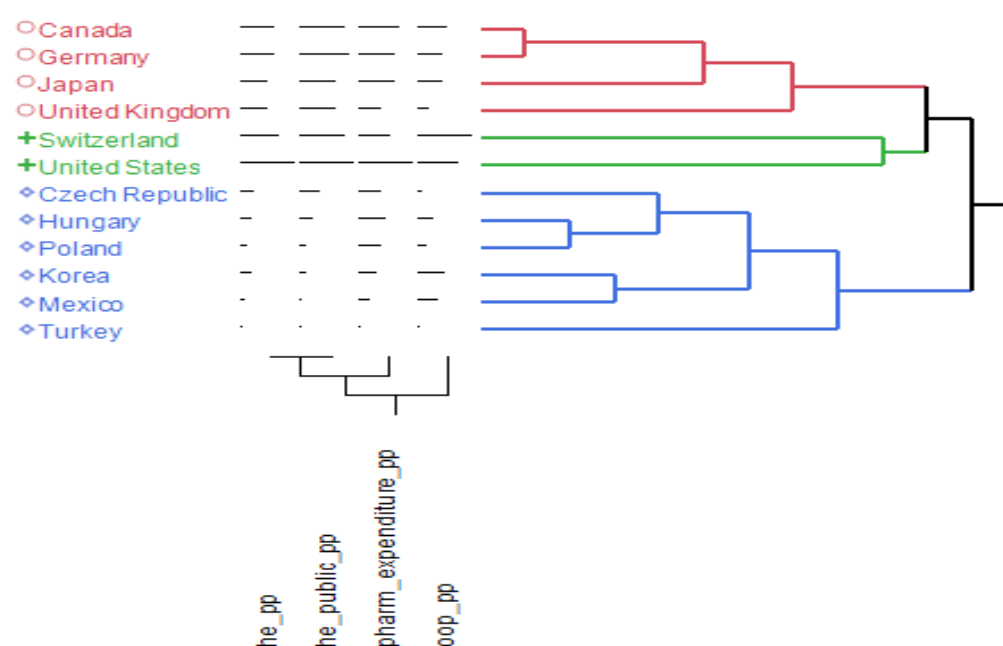 Canada
Germany
Japan
United Kingdom
Switzerland
United States
Czech Republic
Hungary
Poland
Korea
Mexico
Turkey
he_pp
he_public_pp
pharm_expenditure_pp
oop_pp